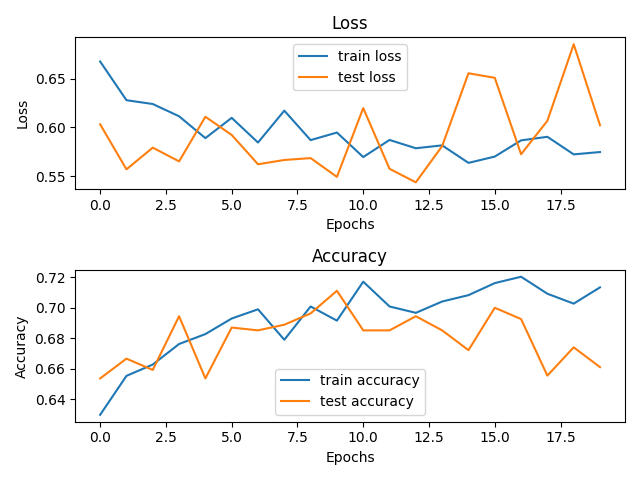 Loss
train loss
test loss
Loss
0.65
0.60
0.55
0.0 2.5 5.0 7.5 10.0 12.5 15.0 17.5
Epochs
Accuracy
0.72
0.70
0.68
0.66
0.64
Accuracy
train accuracy
test accuracy
0.0 2.5 5.0 7.5 10.0 12.5 15.0 17.5
Epochs